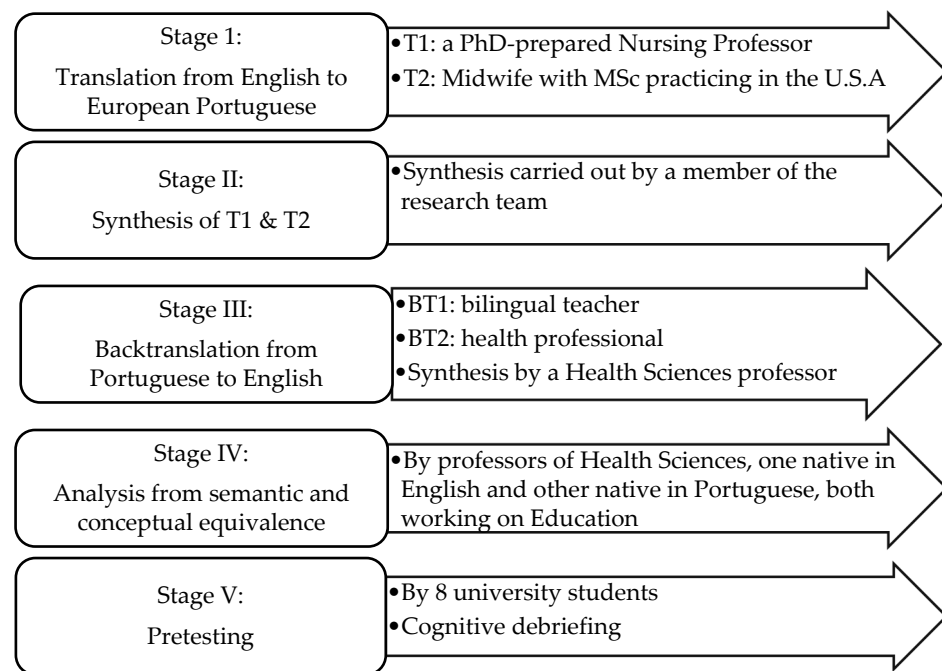 Stage 1:
Translation from English to
European Portuguese
•T1: a PhD-prepared Nursing Professor
•T2: Midwife with MSc practicing in the U.S.A
Stage II:
Synthesis of T1 & T2
•Synthesis carried out by a member of the
research team
Stage III:
Backtranslation from
Portuguese to English
•BT1: bilingual teacher
•BT2: health professional
•Synthesis by a Health Sciences professor
Stage IV:
Analysis from semantic and
conceptual equivalence
•By professors of Health Sciences, one native in
English and other native in Portuguese, both
working on Education
Stage V:
Pretesting
•By 8 university students
•Cognitive debriefing